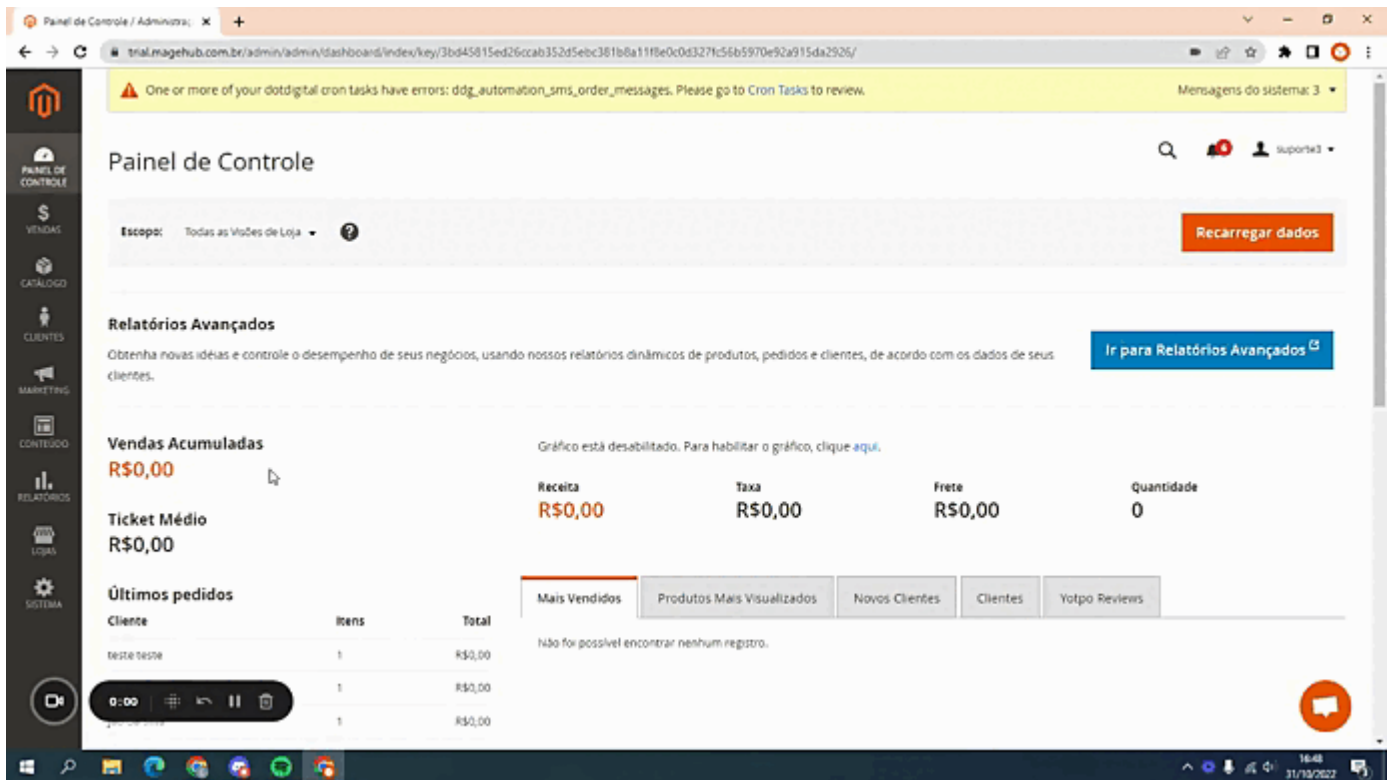 Painel de Controle / Administraç
trial.magehub.com.br/admin/admin/dashboard/index/key/3bd45815ed26ccab352d5ebc381b8a11f8e0c0d327fc56b5970e92a915da2926/
One or more of your dotdigital cron tasks have errors: ddg_automation_sms_order_messages. Please go to Cron Tasks to review.
Mensagens do sistema: 3
Painel de Controle
suporte3
PAINEL DE
CONTROLE
VENDAS
CATÁLOGO
CLIENTES
MARKETING
CONTEÚDO
RELATÓRIOS
LOJAS
SISTEMA
Escopo: Todas as Visões de Loja
Recarregar dados
Relatórios Avançados
Obtenha novas idéias e controle o desempenho de seus negócios, usando nossos relatórios dinâmicos de produtos, pedidos e clientes, de acordo com os dados de seus
clientes.
Ir para Relatórios Avançados
Vendas Acumuladas
R$0,00
Ticket Médio
R$0,00
Gráfico está desabilitado. Para habilitar o gráfico, clique aqui.
Receita Taxa Frete Quantidade
R$0,00 R$0,00 R$0,00 0
Últimos pedidos
Cliente Itens Total
teste teste 1 R$0,00
1 R$0,00
1 R$0,00
Mais Vendidos Produtos Mais Visualizados Novos Clientes Clientes Yotpo Reviews
Não foi possível encontrar nenhum registro.
0:00
16:48
31/10/2022